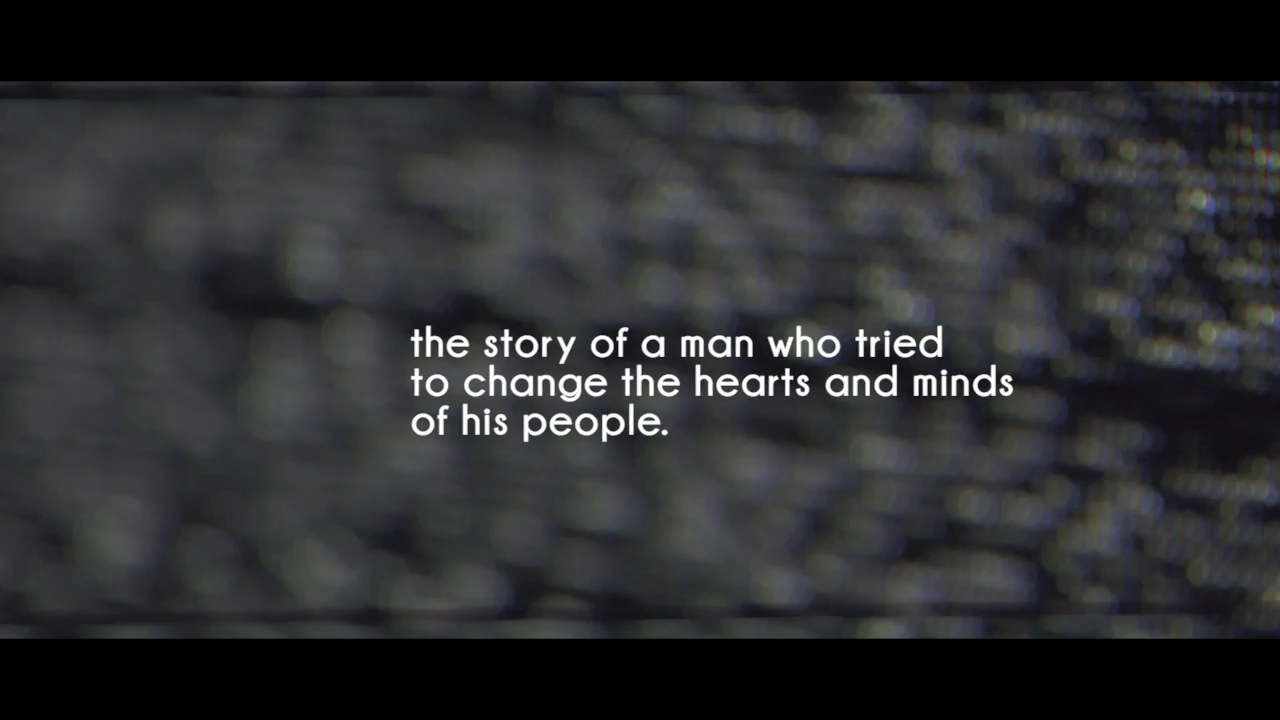 the story of a man who tried
to change the hearts and minds
of his people.